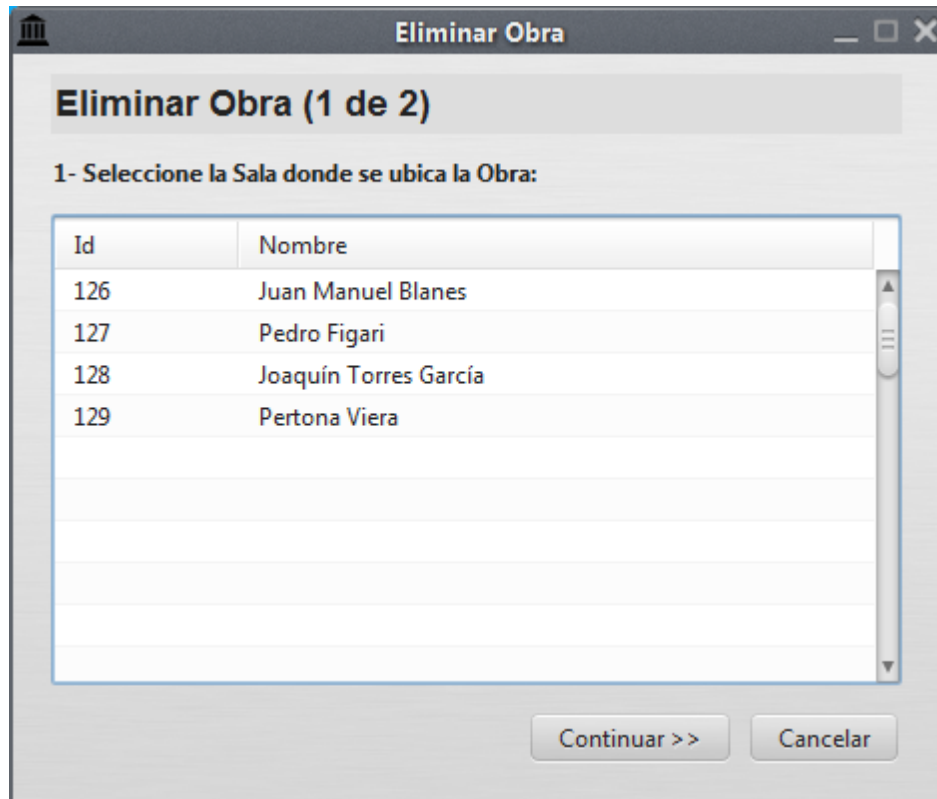 Eliminar Obra
Eliminar Obra (1 de 2)
1- Seleccione la Sala donde se ubica la Obra:
Id Nombre
126 Juan Manuel Blanes
127 Pedro Figari
128 Joaquín Torres García
129 Pertona Viera
Continuar >> Cancelar